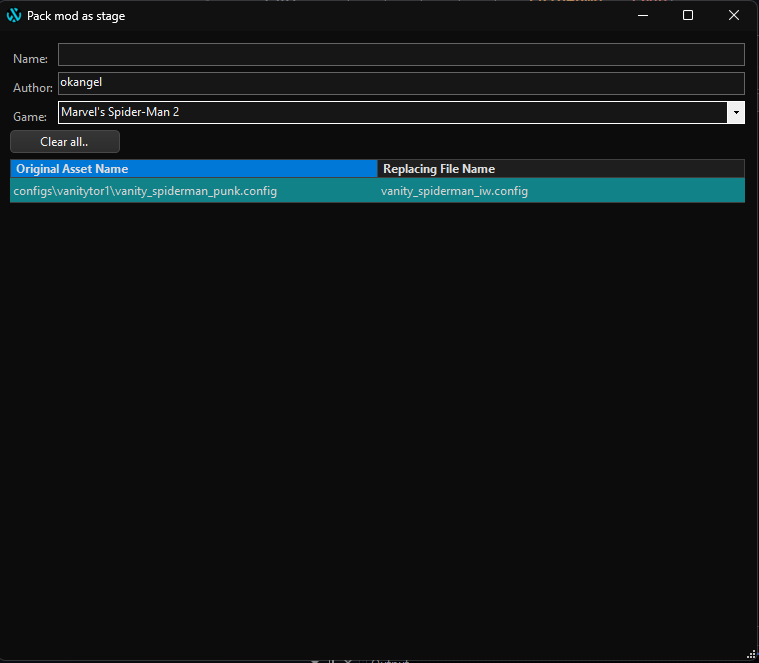 Pack mod as stage
Name:
Author: okangel
Game: Marvel's Spider-Man 2
Clear all..
Original Asset Name Replacing File Name
configs\vanitytor1\vanity_spiderman_punk.config vanity_spiderman_iw.config